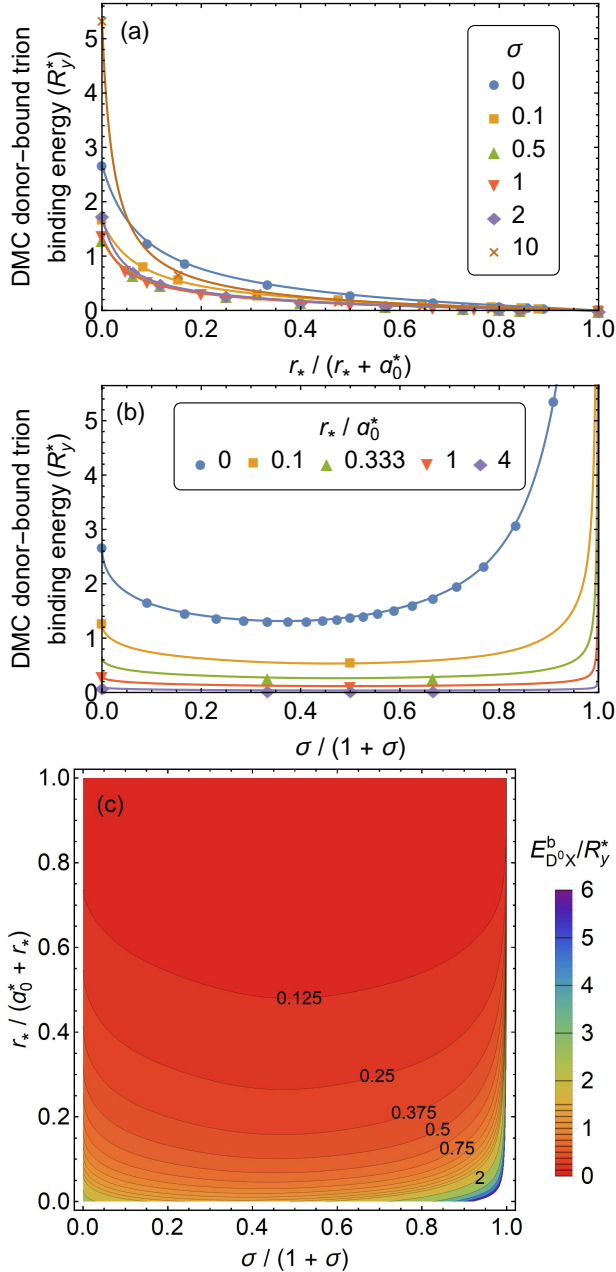 (a)
DMC donor–bound trion
binding energy (R*y)
5
4
3
2
1
0
σ
0
0.1
0.5
1
2
10
0.0 0.2 0.4 0.6 0.8 1.0
r* / (r* + a*0)
(b)
DMC donor–bound trion
binding energy (R*y)
5
4
3
2
1
0
r* / a*0
0 0.1 0.333 1 4
0.0 0.2 0.4 0.6 0.8 1.0
σ / (1 + σ)
(c)
r* / (a*0 + r*)
1.0
0.8
0.6
0.4
0.2
0.0
0.125
0.25
0.375
0.5
0.75
2
0.0 0.2 0.4 0.6 0.8 1.0
σ / (1 + σ)
E^b_D⁰X/R*y
6
5
4
3
2
1
0